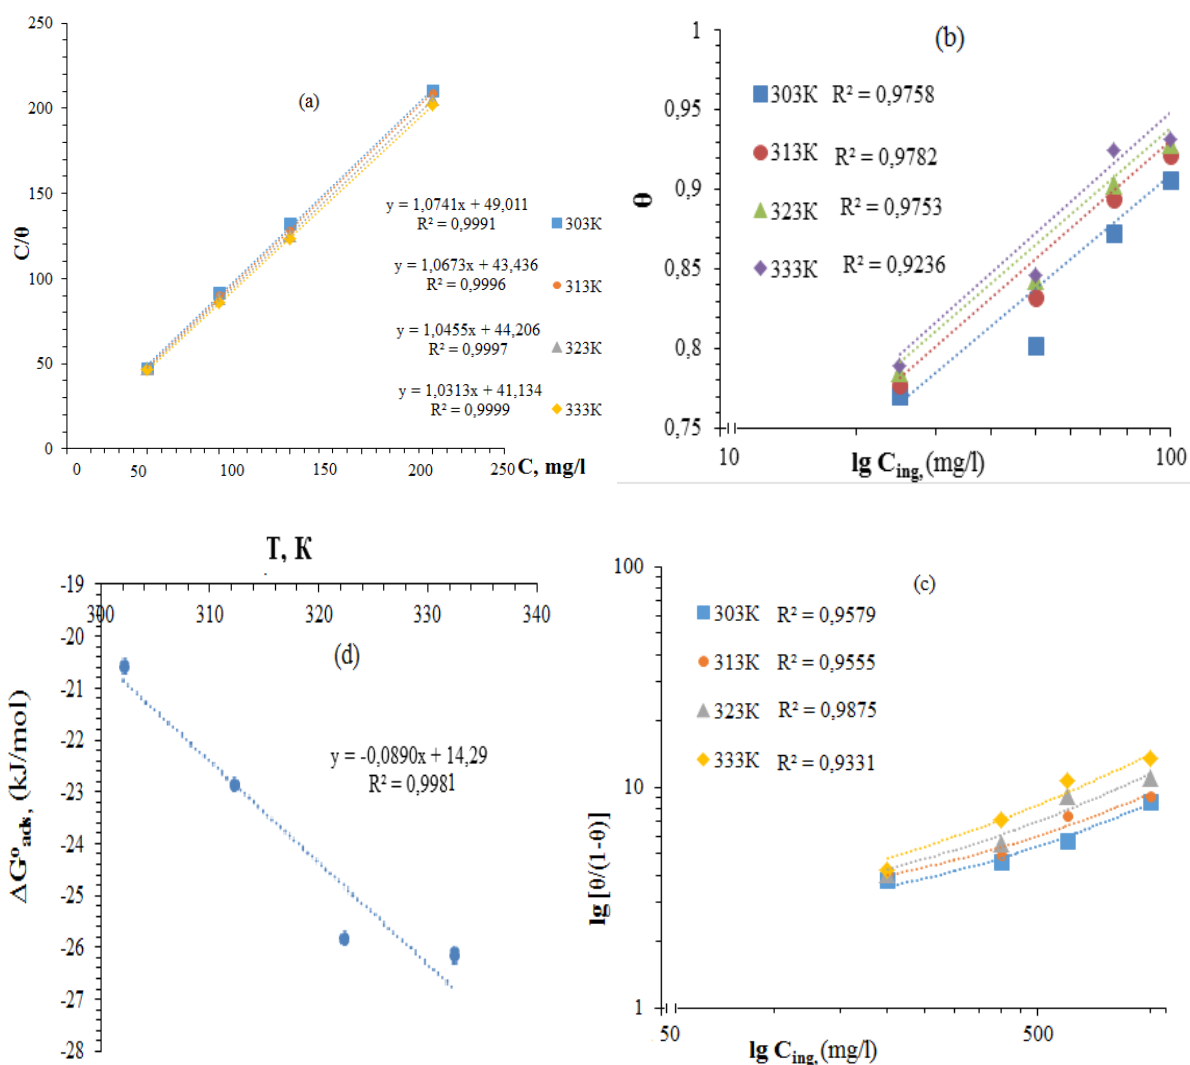 250
200
150
100
50
0
C/θ
(a)
y = 1,0741x + 49,011
R² = 0,9991
303K
y = 1,0673x + 43,436
R² = 0,9996
313K
y = 1,0455x + 44,206
R² = 0,9997
323K
y = 1,0313x + 41,134
R² = 0,9999
333K
0 50 100 150 200 250
C, mg/l
1
0,95
0,9
0,85
0,8
0,75
θ
(b)
303K R² = 0,9758
313K R² = 0,9782
323K R² = 0,9753
333K R² = 0,9236
10 100
lg C ing, (mg/l)
T, K
-19
-20
-21
-22
-23
-24
-25
-26
-27
-28
300 310 320 330 340
(d)
ΔG°ads, (kJ/mol)
y = -0,0890x + 14,29
R² = 0,9981
100
10
1
(c)
303K R² = 0,9579
313K R² = 0,9555
323K R² = 0,9875
333K R² = 0,9331
lg [θ/(1-θ)]
50 500
lg C ing, (mg/l)